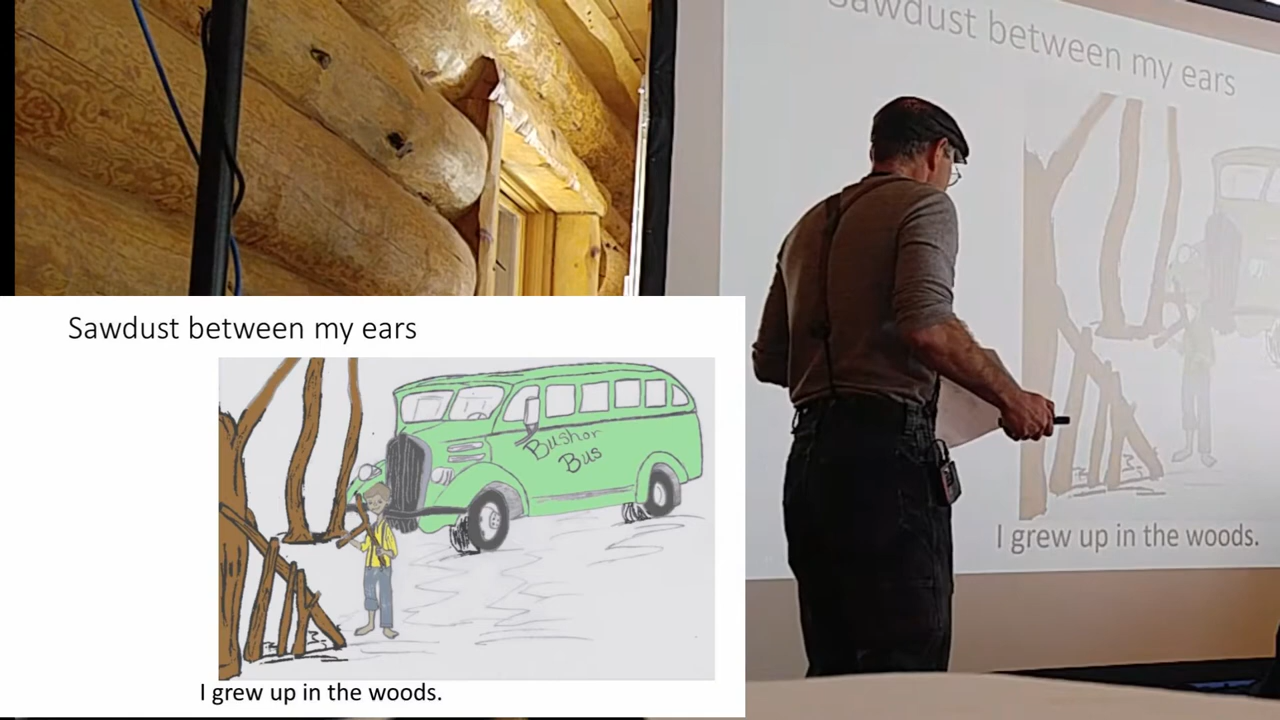 Sawdust between my ears
I grew up in the woods.
Sawdust between my ears
Bushor
Bus
I grew up in the woods.